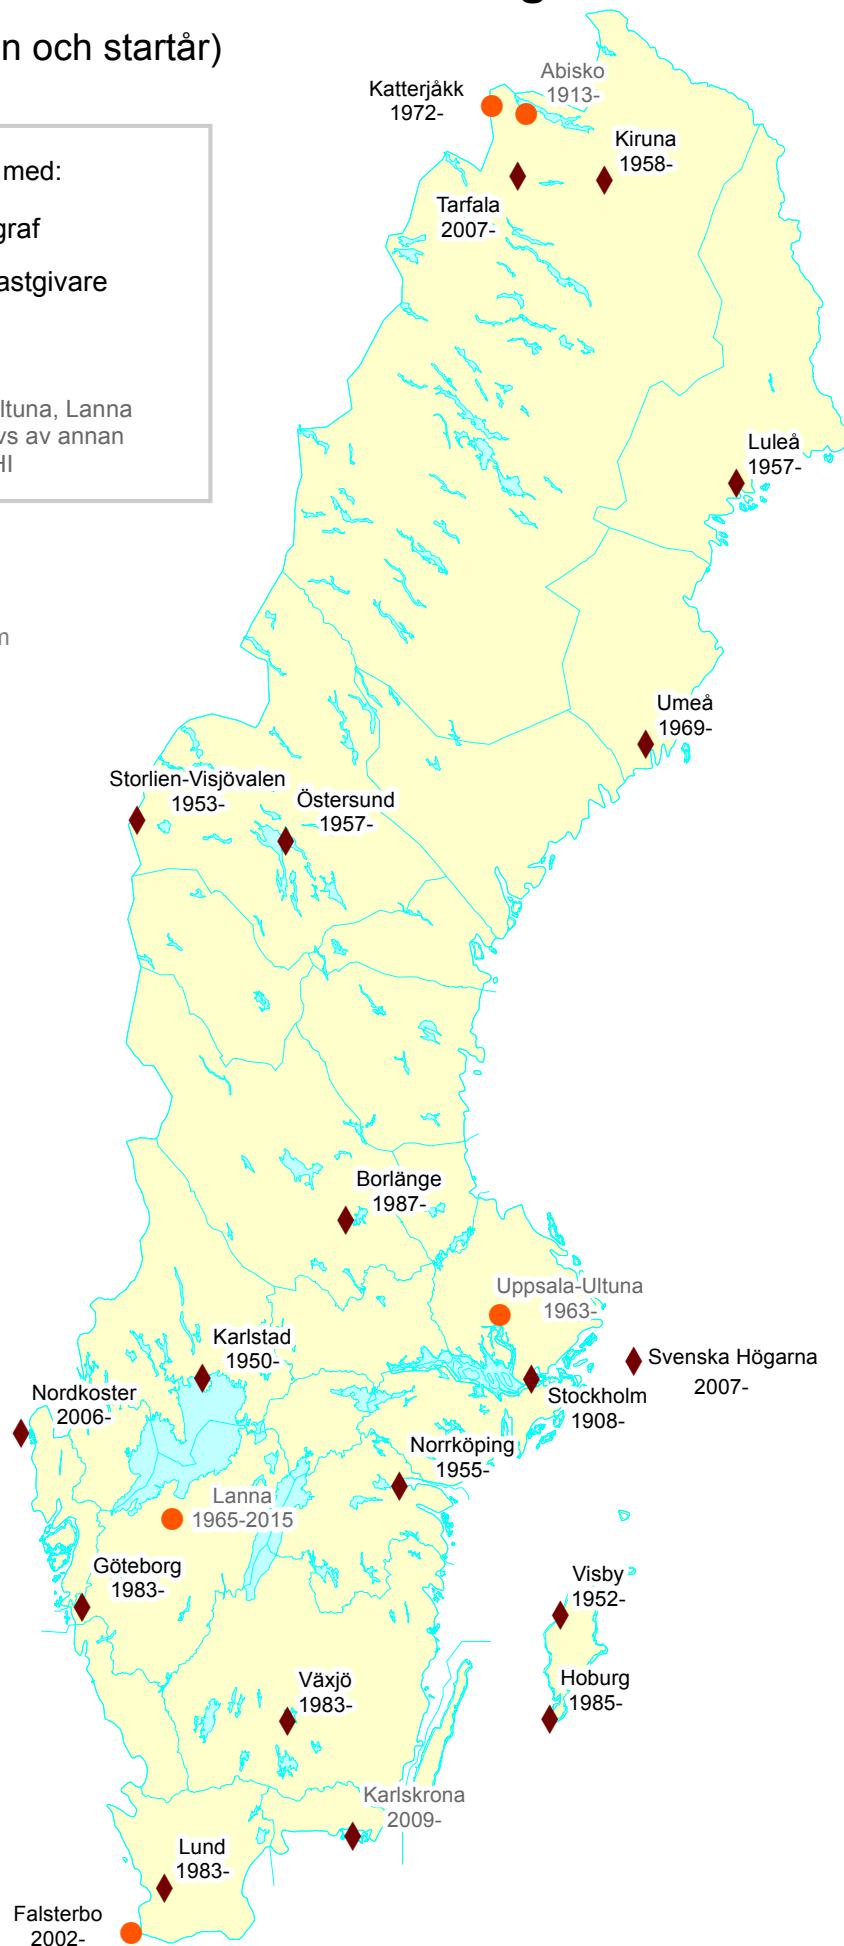 n och startår)
med:
graf
astgivare
ltuna, Lanna
vs av annan
HI
n
Katterjåkk
1972-
Abisko
1913-
Kiruna
1958-
Tarfala
2007-
Luleå
1957-
Umeå
1969-
Storlien-Visjövalen
1953-
Östersund
1957-
Borlänge
1987-
Uppsala-Ultuna
1963-
Karlstad
1950-
Svenska Högarna
2007-
Nordkoster
2006-
Stockholm
1908-
Norrköping
1955-
Lanna
1965-2015
Göteborg
1983-
Visby
1952-
Växjö
1983-
Hoburg
1985-
Karlskrona
2009-
Lund
1983-
Falsterbo
2002-